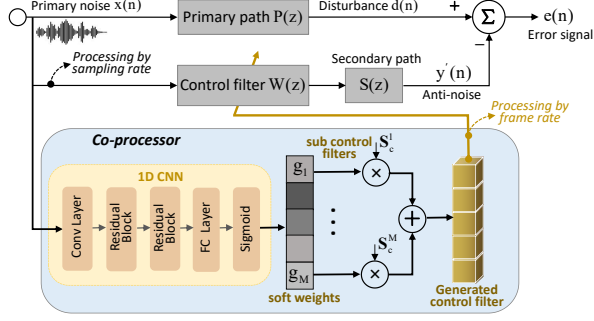 Primary noise x(n)
Primary path P(z)
Disturbance d(n)
+
Σ
e(n)
Error signal
−
Processing by
sampling rate
Control filter W(z)
Secondary path
S(z)
y'(n)
Anti-noise
Processing by
frame rate
Co-processor
1D CNN
Conv Layer
Residual
Block
Residual
Block
FC Layer
Sigmoid
g1
gM
soft weights
sub control
filters
S_c^1
×
⋮
+
S_c^M
×
Generated
control filter